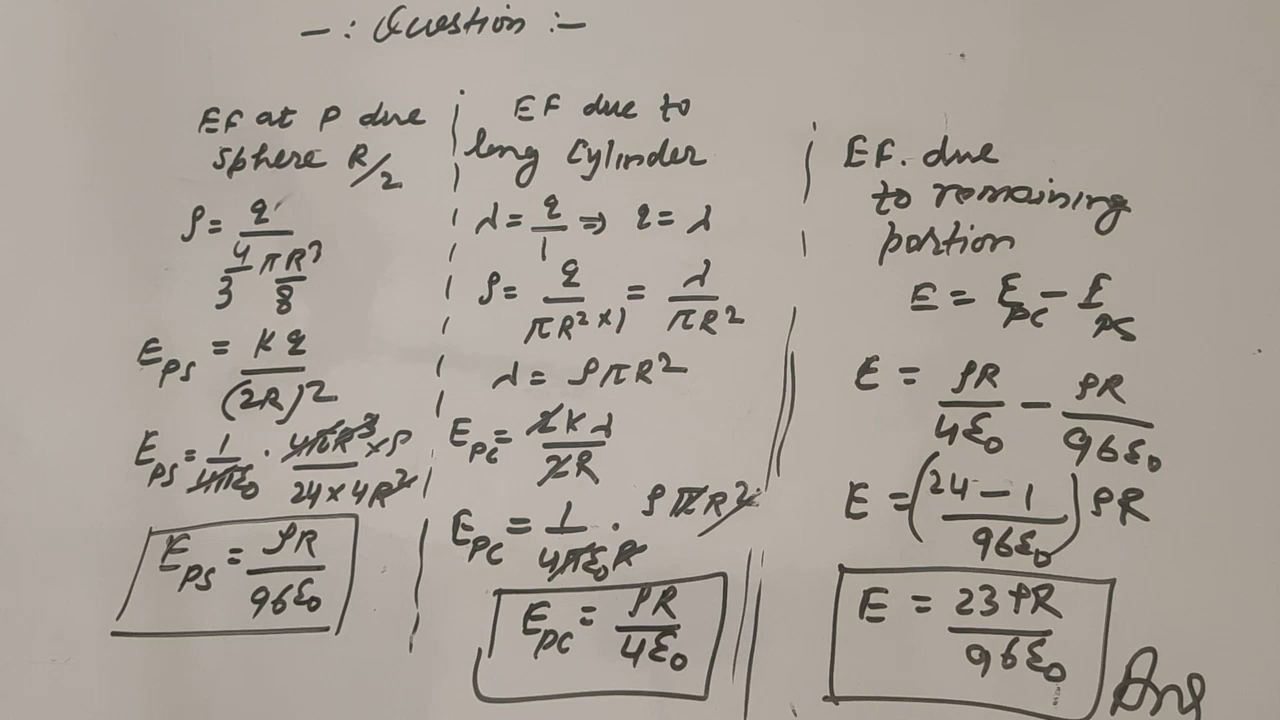 -: Question :-
EF at P due
sphere R/2
ρ = q / (4/3 π R³/8)
E_PS = Kq / (2R)²
E_PS = 1/(4πε₀) · (4πR³ × ρ)/(24 × 4R²)
E_PS = ρR / 96ε₀
EF due to
long Cylinder
λ = q/1 ⇒ q = λ
ρ = q/(πR² × 1) = λ/(πR²)
λ = ρπR²
E_PC = 2Kλ / 2R
E_PC = 1/(4πε₀R) · ρπR²
E_PC = ρR / 4ε₀
EF. due
to remaining
portion
E = E_PC - E_PS
E = ρR/4ε₀ - ρR/96ε₀
E = ((24 - 1)/96ε₀) ρR
E = 23ρR / 96ε₀
Ans